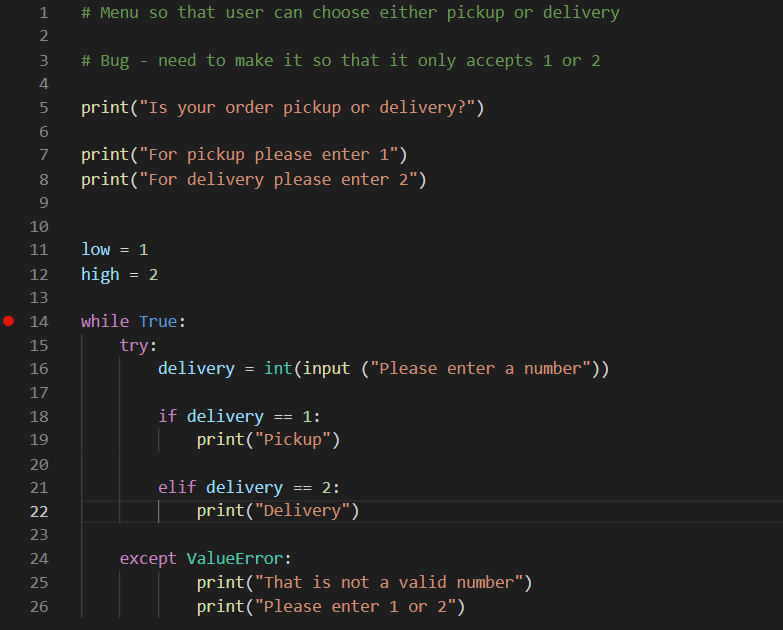 1 # Menu so that user can choose either pickup or delivery
2
3 # Bug - need to make it so that it only accepts 1 or 2
4
5 print("Is your order pickup or delivery?")
6
7 print("For pickup please enter 1")
8 print("For delivery please enter 2")
9
10
11 low = 1
12 high = 2
13
14 while True:
15     try:
16         delivery = int(input ("Please enter a number"))
17
18         if delivery == 1:
19             print("Pickup")
20
21         elif delivery == 2:
22             print("Delivery")
23
24     except ValueError:
25             print("That is not a valid number")
26             print("Please enter 1 or 2")